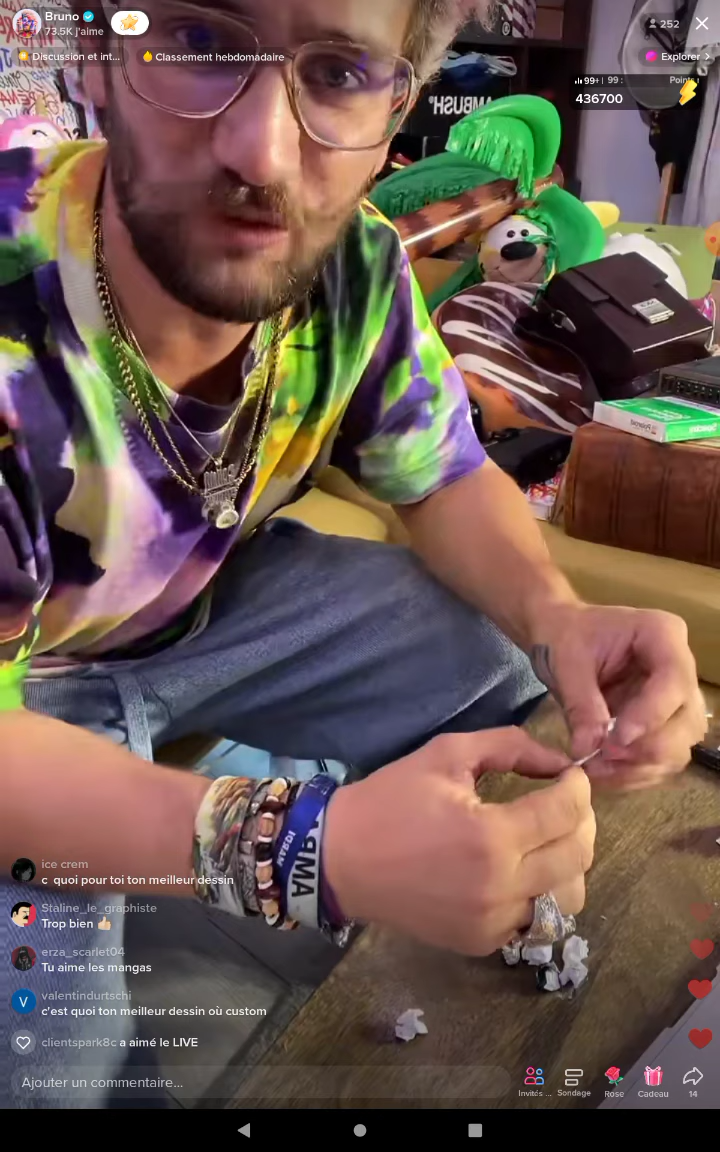 Bruno
73.5K j'aime
252
Discussion et int...
Classement hebdomadaire
Explorer
99+
99 :
Points
436700
AMBUSH
ice crem
c quoi pour toi ton meilleur dessin
Staline_le_graphiste
Trop bien 👍🏻
erza_scarlet04
Tu aime les mangas
valentindurtschi
V
c'est quoi ton meilleur dessin où custom
clientspark8c a aimé le LIVE
Ajouter un commentaire...
Invités ...
Sondage
Rose
Cadeau
14